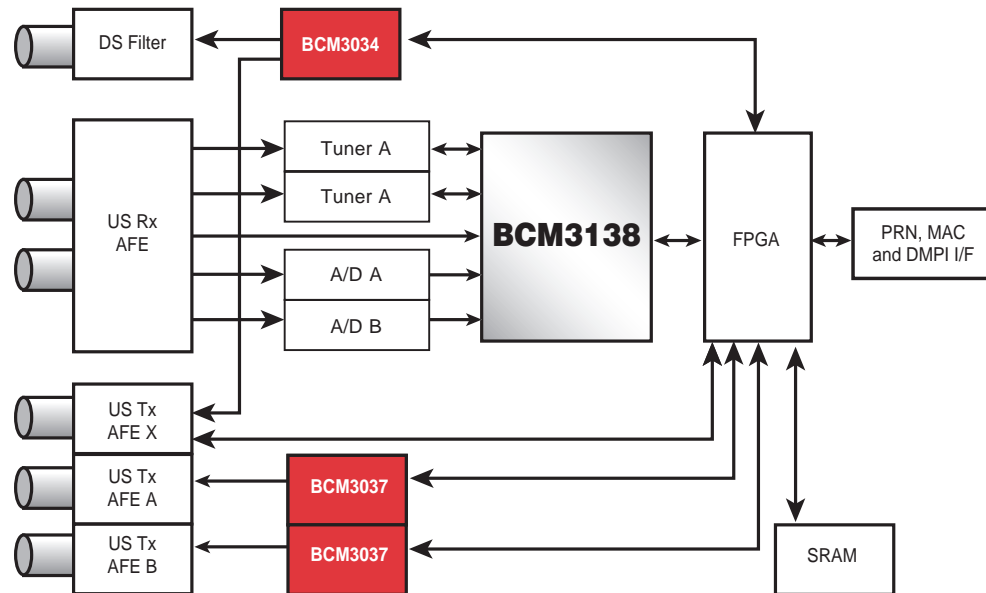 DS Filter
BCM3034
US Rx
AFE
Tuner A
Tuner A
A/D A
A/D B
BCM3138
FPGA
PRN, MAC
and DMPI I/F
US Tx
AFE X
US Tx
AFE A
US Tx
AFE B
BCM3037
BCM3037
SRAM